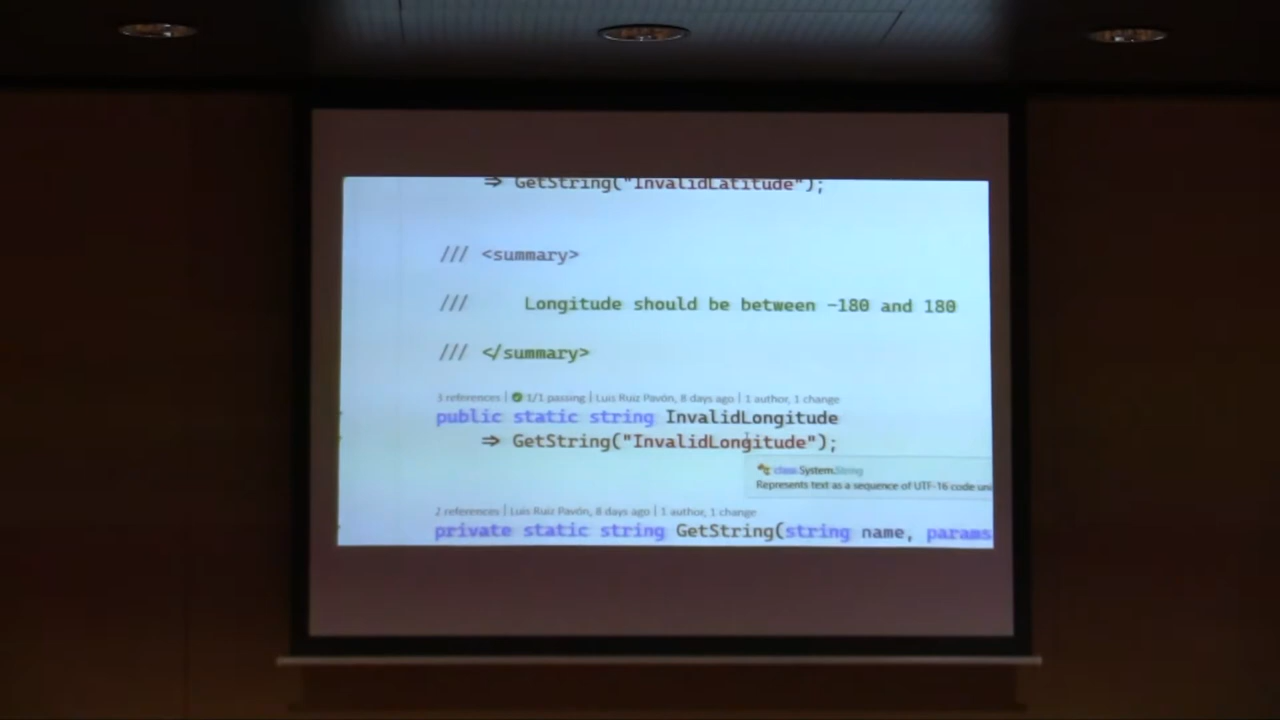 => GetString("InvalidLatitude");
/// <summary>
/// Longitude should be between -180 and 180
/// </summary>
3 references | 1/1 passing | Luis Ruiz Pavón, 8 days ago | 1 author, 1 change
public static string InvalidLongitude
=> GetString("InvalidLongitude");
class System.String
Represents text as a sequence of UTF-16 code uni
2 references | Luis Ruiz Pavón, 8 days ago | 1 author, 1 change
private static string GetString(string name, params